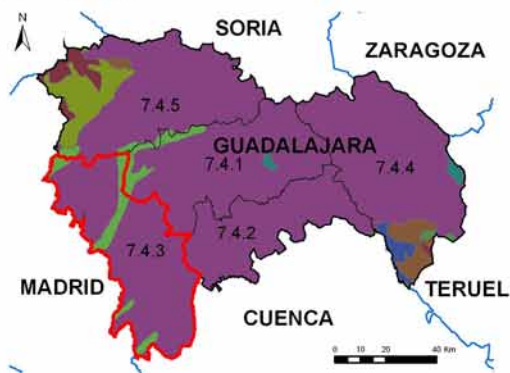 N
SORIA
ZARAGOZA
7.4.5
GUADALAJARA
7.4.1
7.4.4
7.4.2
7.4.3
MADRID
TERUEL
CUENCA
0 10 20 40 Km